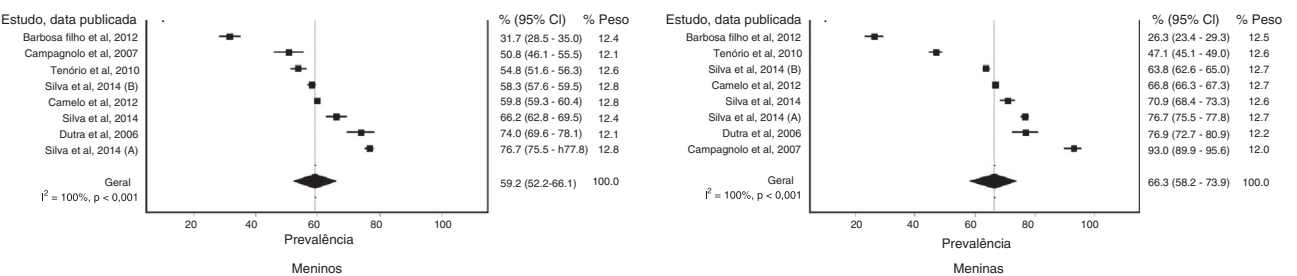 Estudo, data publicada % (95% CI) % Peso
Barbosa filho et al, 2012 31.7 (28.5 - 35.0) 12.4
Campagnolo et al, 2007 50.8 (46.1 - 55.5) 12.1
Tenório et al, 2010 54.8 (51.6 - 56.3) 12.6
Silva et al, 2014 (B) 58.3 (57.6 - 59.5) 12.8
Camelo et al, 2012 59.8 (59.3 - 60.4) 12.8
Silva et al, 2014 66.2 (62.8 - 69.5) 12.4
Dutra et al, 2006 74.0 (69.6 - 78.1) 12.1
Silva et al, 2014 (A) 76.7 (75.5 - h77.8) 12.8
Geral 59.2 (52.2-66.1) 100.0
I² = 100%, p < 0,001
20 40 60 80 100
Prevalência
Meninos
Estudo, data publicada % (95% CI) % Peso
Barbosa filho et al, 2012 26.3 (23.4 - 29.3) 12.5
Tenório et al, 2010 47.1 (45.1 - 49.0) 12.6
Silva et al, 2014 (B) 63.8 (62.6 - 65.0) 12.7
Camelo et al, 2012 66.8 (66.3 - 67.3) 12.7
Silva et al, 2014 70.9 (68.4 - 73.3) 12.6
Silva et al, 2014 (A) 76.7 (75.5 - 77.8) 12.7
Dutra et al, 2006 76.9 (72.7 - 80.9) 12.2
Campagnolo et al, 2007 93.0 (89.9 - 95.6) 12.0
Geral 66.3 (58.2 - 73.9) 100.0
I² = 100%, p < 0,001
20 40 60 80 100
Prevalência
Meninas